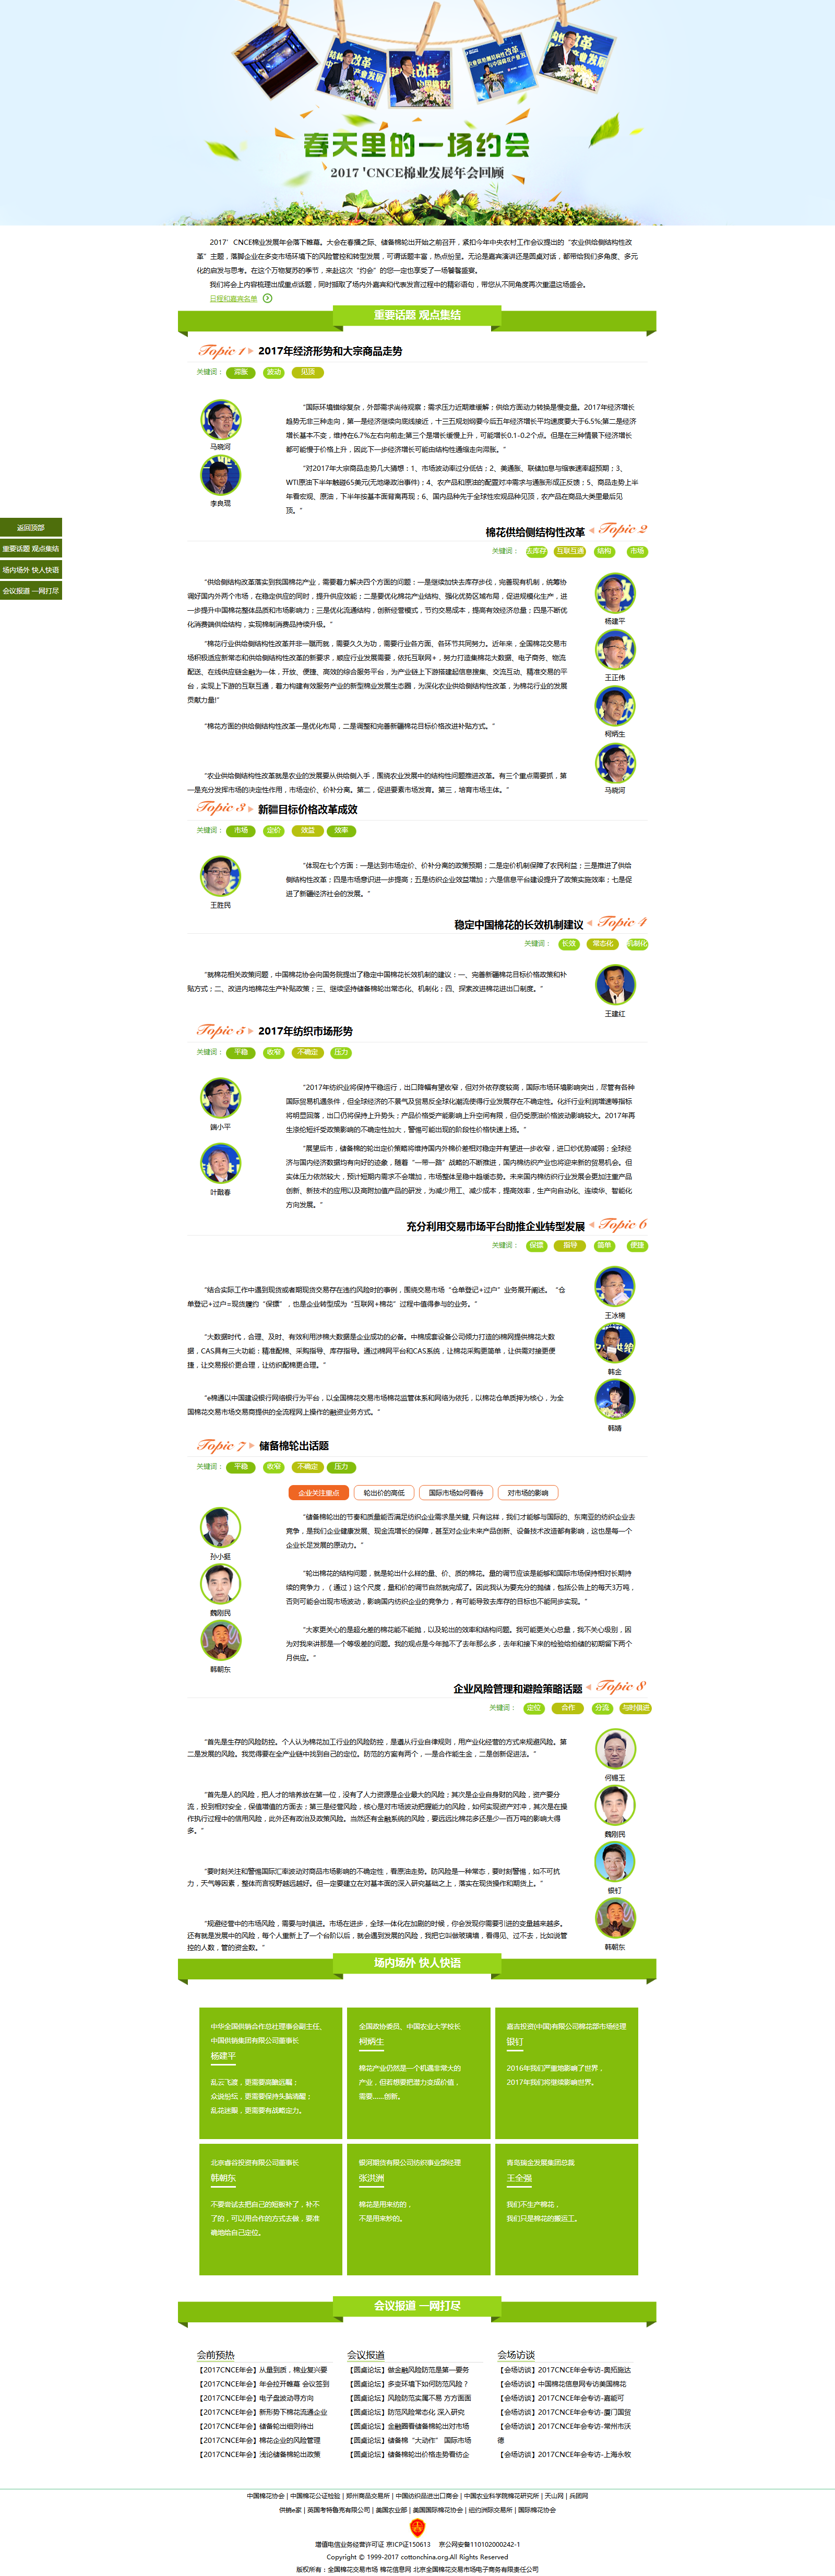 春天里的一场约会
2017 'CNCE棉业发展年会回顾
2017' CNCE棉业发展年会落下帷幕。大会在春播之际、储备棉轮出开始之前召开，紧扣今年中央农村工作会议提出的“农业供给侧结构性改
革”主题，落脚企业在多变市场环境下的风险管控和转型发展，可谓话题丰富，热点纷呈。无论是嘉宾演讲还是圆桌对话，都带给我们多角度、多元
化的启发与思考。在这个万物复苏的季节，来赴这次“约会”的您一定也享受了一场饕餮盛宴。
我们将会上内容梳理出成重点话题，同时撷取了场内外嘉宾和代表发言过程中的精彩语句，带您从不同角度再次重温这场盛会。
日程和嘉宾名单
重要话题 观点集结
Topic 1 2017年经济形势和大宗商品走势
关键词： 滞胀 波动 见顶
“国际环境错综复杂，外部需求尚待观察；需求压力近期难缓解；供给方面动力转换是慢变量。2017年经济增长
趋势无非三种走向，第一是经济继续向底线接近，十三五规划纲要今后五年经济增长平均速度要大于6.5%;第二是经济
增长基本不变，维持在6.7%左右向前走;第三个是增长缓慢上升，可能增长0.1-0.2个点。但是在三种情景下经济增长
都可能慢于价格上升，因此下一步经济增长可能由结构性通缩走向滞胀。”
马晓河
“对2017年大宗商品走势几大猜想：1、市场波动率过分低估；2、美通胀、联储加息与缩表速率超预期；3、
WTI原油下半年触碰65美元(无地缘政治事件)；4、农产品和原油的配置对冲需求与通胀形成正反馈；5、商品走势上半
年看宏观、原油，下半年按基本面背离再现；6、国内品种先于全球性宏观品种见顶，农产品在商品大类里最后见
顶。”
李良琨
返回顶部
重要话题 观点集结
场内场外 快人快语
会议报道 一网打尽
棉花供给侧结构性改革 Topic 2
关键词： 去库存 互联互通 结构 市场
“供给侧结构改革落实到我国棉花产业，需要着力解决四个方面的问题：一是继续加快去库存步伐，完善现有机制，统筹协
调好国内外两个市场，在稳定供应的同时，提升供应效能；二是要优化棉花产业结构、强化优势区域布局，促进规模化生产，进
一步提升中国棉花整体品质和市场影响力；三是优化流通结构，创新经营模式，节约交易成本，提高有效经济总量；四是不断优
化消费端供给结构，实现棉制消费品持续升级。”
杨建平
“棉花行业供给侧结构性改革并非一蹴而就，需要久久为功，需要行业各方面、各环节共同努力。近年来，全国棉花交易市
场积极适应新常态和供给侧结构性改革的新要求，顺应行业发展需要，依托互联网+，努力打造集棉花大数据、电子商务、物流
配送、在线供应链金融为一体，开放、便捷、高效的综合服务平台，为产业链上下游搭建起信息搜集、交流互动、精准交易的平
台，实现上下游的互联互通，着力构建有效服务产业的新型棉业发展生态圈，为深化农业供给侧结构性改革，为棉花行业的发展
贡献力量!”
王正伟
“棉花方面的供给侧结构性改革一是优化布局，二是调整和完善新疆棉花目标价格改进补贴方式。”
柯炳生
“农业供给侧结构性改革就是农业的发展要从供给侧入手，围绕农业发展中的结构性问题推进改革。有三个重点需要抓，第
一是充分发挥市场的决定性作用，市场定价、价补分离。第二，促进要素市场发育。第三，培育市场主体。”
马晓河
Topic 3 新疆目标价格改革成效
关键词： 市场 定价 效益 效率
“体现在七个方面：一是达到市场定价、价补分离的政策预期；二是定价机制保障了农民利益；三是推进了供给
侧结构性改革；四是市场意识进一步提高；五是纺织企业效益增加；六是信息平台建设提升了政策实施效率；七是促
进了新疆经济社会的发展。”
王胜民
稳定中国棉花的长效机制建议 Topic 4
关键词： 长效 常态化 机制化
“就棉花相关政策问题，中国棉花协会向国务院提出了稳定中国棉花长效机制的建议：一、完善新疆棉花目标价格政策和补
贴方式；二、改进内地棉花生产补贴政策；三、继续坚持储备棉轮出常态化、机制化；四、探索改进棉花进出口制度。”
王建红
Topic 5 2017年纺织市场形势
关键词： 平稳 收窄 不确定 压力
“2017年纺织业将保持平稳运行，出口降幅有望收窄，但对外依存度较高，国际市场环境影响突出，尽管有各种
国际贸易机遇条件，但全球经济的不景气及贸易反全球化潮流使得行业发展存在不确定性。化纤行业利润增速等指标
将明显回落，出口仍将保持上升势头；产品价格受产能影响上升空间有限，但仍受原油价格波动影响较大。2017年再
生涤纶短纤受政策影响的不确定性加大，警惕可能出现的阶段性价格快速上扬。”
端小平
“展望后市，储备棉的轮出定价策略将维持国内外棉价差相对稳定并有望进一步收窄，进口纱优势减弱；全球经
济与国内经济数据均有向好的迹象，随着“一带一路”战略的不断推进，国内棉纺织产业也将迎来新的贸易机会。但
实体压力依然较大，预计短期内需求不会增加，市场整体呈稳中趋缓态势。未来国内棉纺织行业发展会更加注重产品
创新、新技术的应用以及高附加值产品的研发，为减少用工、减少成本，提高效率，生产向自动化、连续华、智能化
方向发展。”
叶戬春
充分利用交易市场平台助推企业转型发展 Topic 6
关键词： 保镖 指导 简单 便捷
“结合实际工作中遇到现货或者期现货交易存在违约风险时的事例，围绕交易市场“仓单登记+过户”业务展开阐述。“仓
单登记+过户=现货履约“保镖”，也是企业转型成为“互联网+棉花”过程中值得参与的业务。”
王冰樯
“大数据时代，合理、及时、有效利用涉棉大数据是企业成功的必备。中棉成套设备公司倾力打造的i棉网提供棉花大数
据，CAS具有三大功能；精准配棉、采购指导、库存指导。通过i棉网平台和CAS系统，让棉花采购更简单，让供需对接更便
捷，让交易报价更合理，让纺织配棉更合理。”
韩金
“e棉通以中国建设银行网络银行为平台，以全国棉花交易市场棉花监管体系和网络为依托，以棉花仓单质押为核心，为全
国棉花交易市场交易商提供的全流程网上操作的融资业务方式。”
韩靖
Topic 7 储备棉轮出话题
关键词： 平稳 收窄 不确定 压力
企业关注重点 轮出价的高低 国际市场如何看待 对市场的影响
“储备棉轮出的节奏和质量能否满足纺织企业需求是关键, 只有这样，我们才能够与国际的、东南亚的纺织企业去
竞争，是我们企业健康发展、现金流增长的保障，甚至对企业未来产品创新、设备技术改造都有影响，这也是每一个
企业长足发展的原动力。”
孙小挺
“轮出棉花的结构问题，就是轮出什么样的量、价、质的棉花。量的调节应该是能够和国际市场保持相对长期持
续的竞争力，（通过）这个尺度，量和价的调节自然就完成了。因此我认为要充分的抛储，包括公告上的每天3万吨，
否则可能会出现市场波动，影响国内纺织企业的竞争力，有可能导致去库存的目标也不能同步实现。”
魏刚民
“大家更关心的是超允差的棉花能不能抛，以及轮出的效率和结构问题。我可能更关心总量，我不关心级别，因
为对我来讲那是一个等级差的问题。我的观点是今年抛不了去年那么多，去年和接下来的检验给拍储的初期留下两个
月供应。”
韩朝东
企业风险管理和避险策略话题 Topic 8
关键词： 定位 合作 分流 与时俱进
“首先是生存的风险防控。个人认为棉花加工行业的风险防控，是遵从行业自律规则，用产业化经营的方式来规避风险。第
二是发展的风险。我觉得要在全产业链中找到自己的定位。防范的方案有两个，一是合作能生金，二是创新促进法。”
何锡玉
“首先是人的风险，把人才的培养放在第一位，没有了人力资源是企业最大的风险；其次是企业自身财的风险，资产要分
流，投到相对安全，保值增值的方面去；第三是经营风险，核心是对市场波动把握能力的风险，如何实现资产对冲，其次是在操
作执行过程中的信用风险，此外还有政治及政策风险。当然还有金融系统的风险，要远远比棉花多还是少一百万吨的影响大得
多。”
魏刚民
“要时刻关注和警惕国际汇率波动对商品市场影响的不确定性，看原油走势。防风险是一种常态，要时刻警惕，如不可抗
力，天气等因素，整体而言视野越远越好。但一定要建立在对基本面的深入研究基础之上，落实在现货操作和期货上。”
银钉
“规避经营中的市场风险，需要与时俱进。市场在进步，全球一体化在加剧的时候，你会发现你需要引进的变量越来越多。
还有就是发展中的风险，每个人重新上了一个台阶以后，就会遇到发展的风险，我把它叫做玻璃墙，看得见、过不去，比如说管
控的人数，管的资金数。”
韩朝东
场内场外 快人快语
中华全国供销合作总社理事会副主任、
中国供销集团有限公司董事长
杨建平
乱云飞渡，更需要高瞻远瞩；
众说纷纭，更需要保持头脑清醒；
乱花迷眼，更需要有战略定力。
全国政协委员、中国农业大学校长
柯炳生
棉花产业仍然是一个机遇非常大的
产业，但若想要把潜力变成价值，
需要……创新。
嘉吉投资(中国)有限公司棉花部市场经理
银钉
2016年我们严重地影响了世界，
2017年我们将继续影响世界。
北京睿谷投资有限公司董事长
韩朝东
不要尝试去把自己的短板补了，补不
了的，可以用合作的方式去做，要准
确地给自己定位。
银河期货有限公司纺织事业部经理
张洪洲
棉花是用来纺的，
不是用来炒的。
青岛瑞金发展集团总裁
王全强
我们不生产棉花，
我们只是棉花的搬运工。
会议报道 一网打尽
会前预热
【2017CNCE年会】从量到质，棉业复兴要
【2017CNCE年会】年会拉开帷幕 会议签到
【2017CNCE年会】电子盘波动寻方向
【2017CNCE年会】新形势下棉花流通企业
【2017CNCE年会】储备轮出细则待出
【2017CNCE年会】棉花企业的风险管理
【2017CNCE年会】浅论储备棉轮出政策
会议报道
【圆桌论坛】做金融风险防范是第一要务
【圆桌论坛】多变环境下如何防范风险？
【圆桌论坛】风险防范实属不易 方方面面
【圆桌论坛】防范风险常态化 深入研究
【圆桌论坛】金融圈看储备棉轮出对市场
【圆桌论坛】储备棉“大动作” 国际市场
【圆桌论坛】储备棉轮出价格走势看纺企
会场访谈
【会场访谈】2017CNCE年会专访-奥拓施达
【会场访谈】中国棉花信息网专访美国棉花
【会场访谈】2017CNCE年会专访-嘉能可
【会场访谈】2017CNCE年会专访-厦门国贸
【会场访谈】2017CNCE年会专访-常州市沃
德
【会场访谈】2017CNCE年会专访-上海永牧
中国棉花协会 | 中国棉花公证检验 | 郑州商品交易所 | 中国纺织品进出口商会 | 中国农业科学院棉花研究所 | 天山网 | 兵团网
供销e家 | 英国考特鲁克有限公司 | 美国农业部 | 美国国际棉花协会 | 纽约洲际交易所 | 国际棉花协会
增值电信业务经营许可证 京ICP证150613 京公网安备110102000242-1
Copyright © 1999-2017 cottonchina.org.All Rights Reserved
版权所有：全国棉花交易市场 棉花信息网 北京全国棉花交易市场电子商务有限责任公司